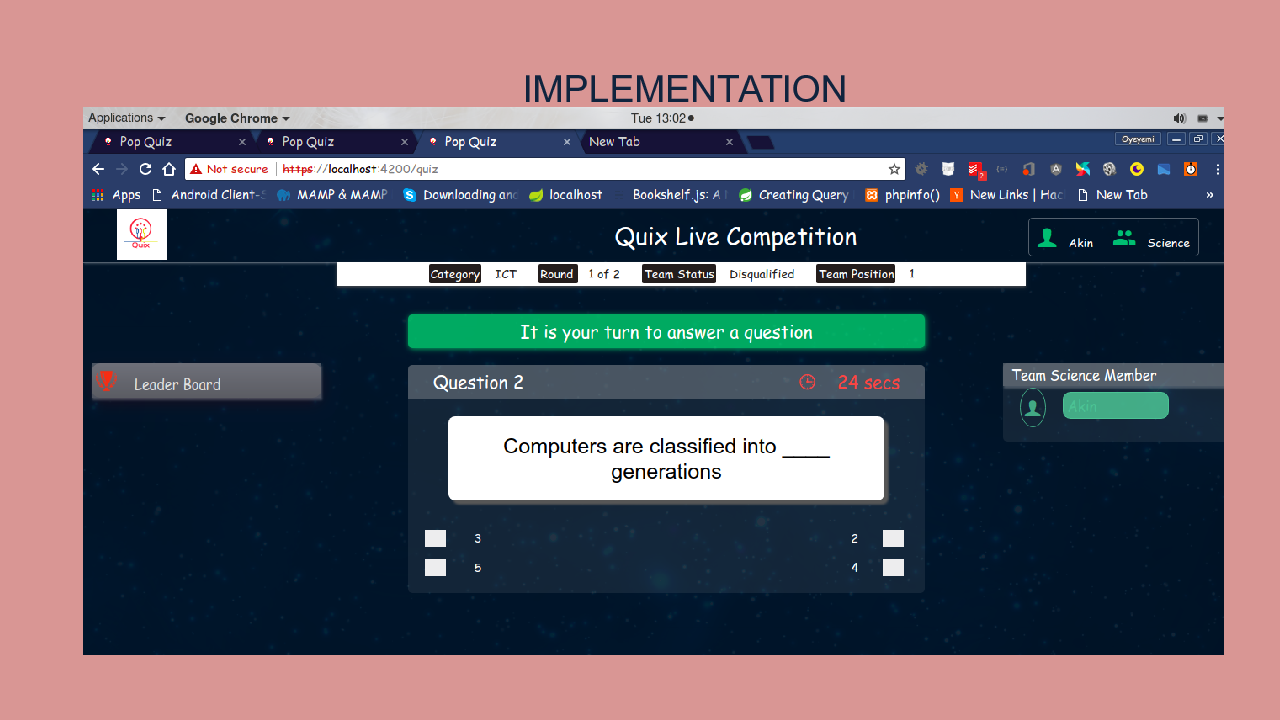 IMPLEMENTATION
Applications Google Chrome Tue 13:02
Pop Quiz Pop Quiz Pop Quiz New Tab Oyeyemi
Not secure https://localhost:4200/quiz
Apps Android Client-S MAMP & MAMP Downloading and localhost Bookshelf.js: A Creating Query phpinfo() New Links | Hac New Tab »
Quix
Quix Live Competition
Akin Science
Category ICT Round 1 of 2 Team Status Disqualified Team Position 1
It is your turn to answer a question
Leader Board
Question 2 24 secs
Team Science Member
Akin
Computers are classified into ____
generations
3 2
5 4